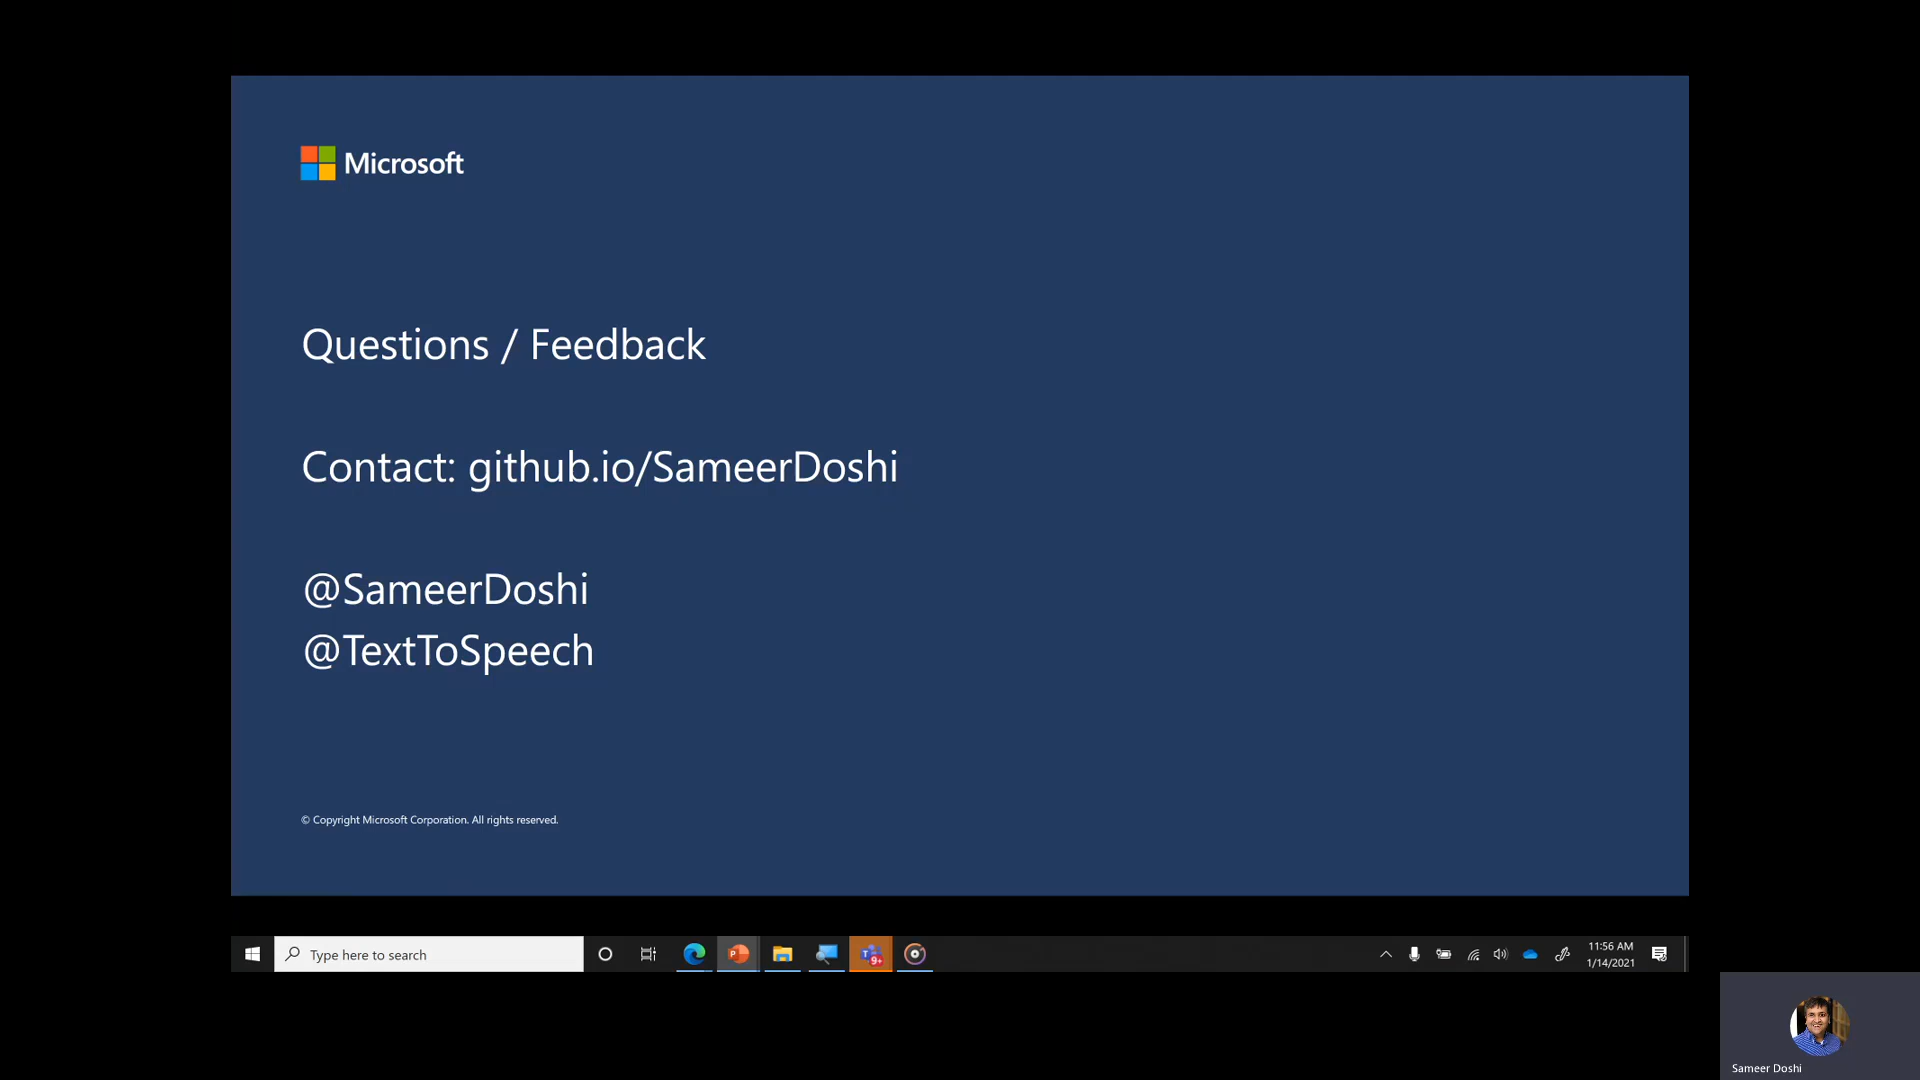 Microsoft
Questions / Feedback
Contact: github.io/SameerDoshi
@SameerDoshi
@TextToSpeech
© Copyright Microsoft Corporation. All rights reserved.
Type here to search
P
T
9+
11:56 AM
1/14/2021
Sameer Doshi